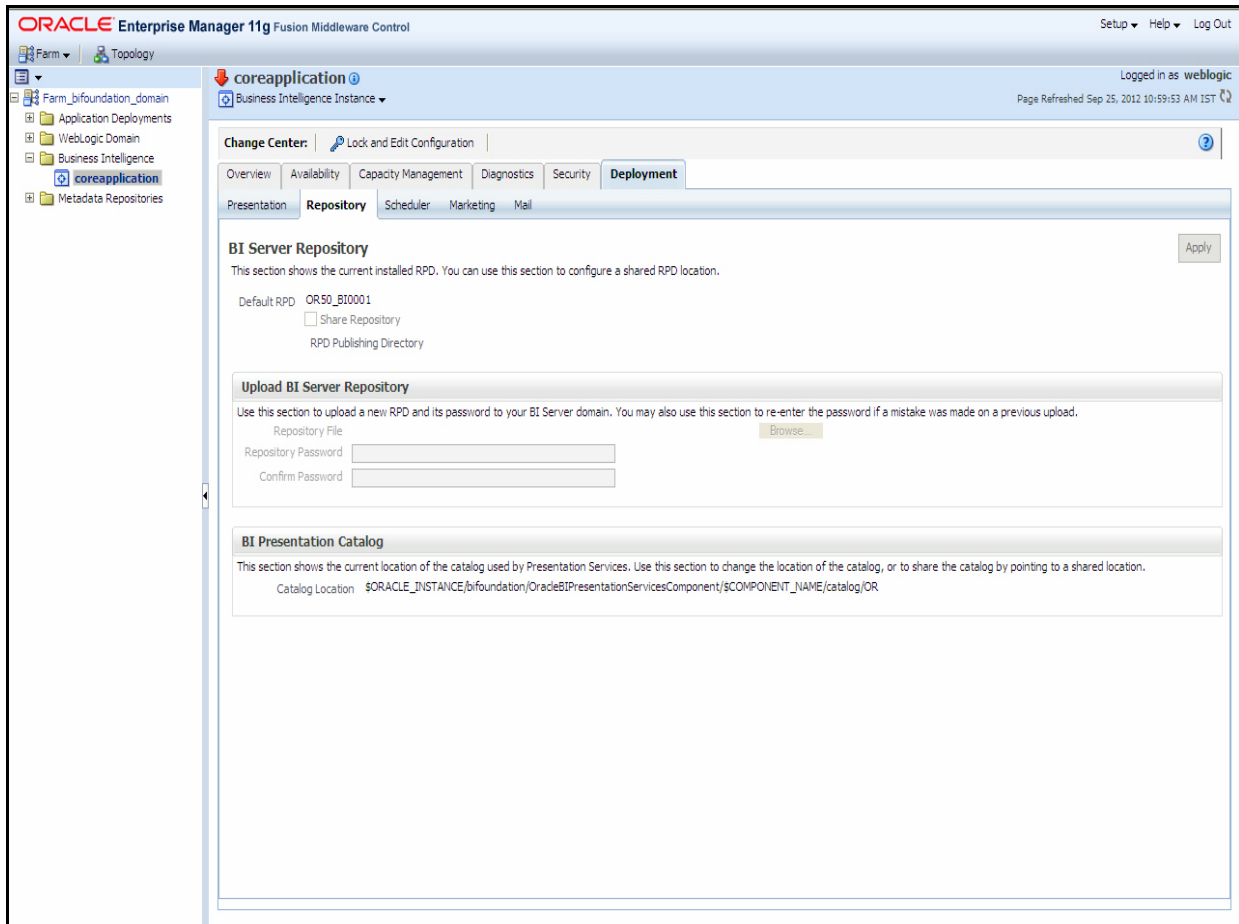 ORACLE Enterprise Manager 11g Fusion Middleware Control
Setup Help Log Out
Farm Topology
Farm_bifoundation_domain
Application Deployments
WebLogic Domain
Business Intelligence
coreapplication
Metadata Repositories
coreapplication
Logged in as weblogic
Business Intelligence Instance
Page Refreshed Sep 25, 2012 10:59:53 AM IST
Change Center: Lock and Edit Configuration
Overview Availability Capacity Management Diagnostics Security Deployment
Presentation Repository Scheduler Marketing Mail
BI Server Repository
Apply
This section shows the current installed RPD. You can use this section to configure a shared RPD location.
Default RPD OR50_BI0001
Share Repository
RPD Publishing Directory
Upload BI Server Repository
Use this section to upload a new RPD and its password to your BI Server domain. You may also use this section to re-enter the password if a mistake was made on a previous upload.
Repository File Browse...
Repository Password
Confirm Password
BI Presentation Catalog
This section shows the current location of the catalog used by Presentation Services. Use this section to change the location of the catalog, or to share the catalog by pointing to a shared location.
Catalog Location $ORACLE_INSTANCE/bifoundation/OracleBIPresentationServicesComponent/$COMPONENT_NAME/catalog/OR